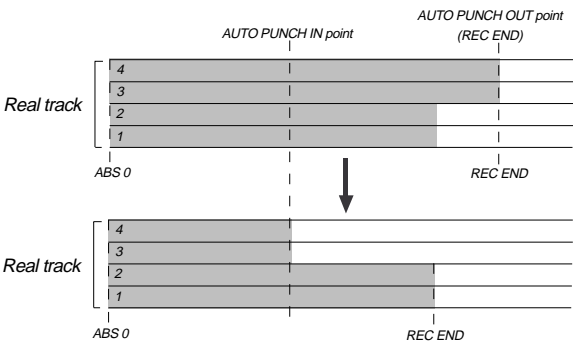 AUTO PUNCH IN point
AUTO PUNCH OUT point
(REC END)
Real track
4
3
2
1
ABS 0
REC END
Real track
4
3
2
1
ABS 0
REC END